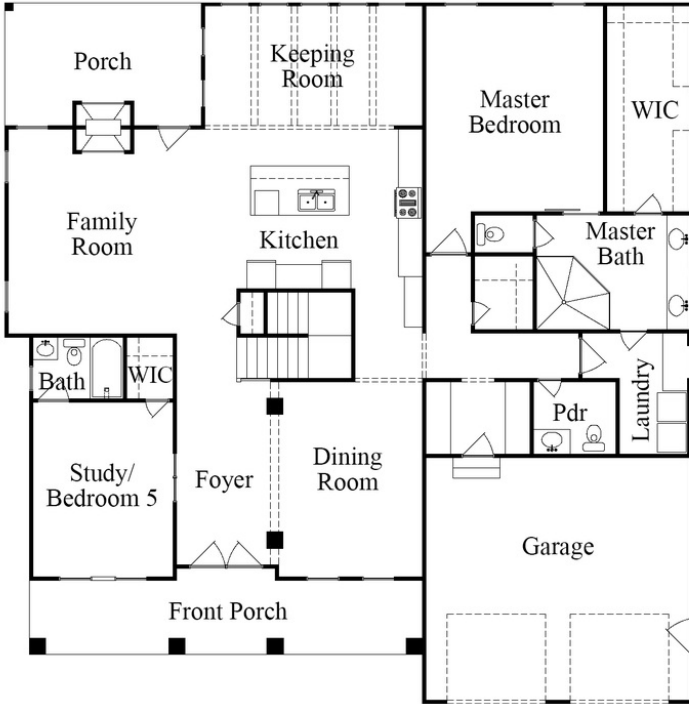 Porch
Keeping
Room
Master
Bedroom
WIC
Family
Room
Kitchen
Master
Bath
Bath
WIC
Laundry
Pdr
Study/
Bedroom 5
Foyer
Dining
Room
Garage
Front Porch